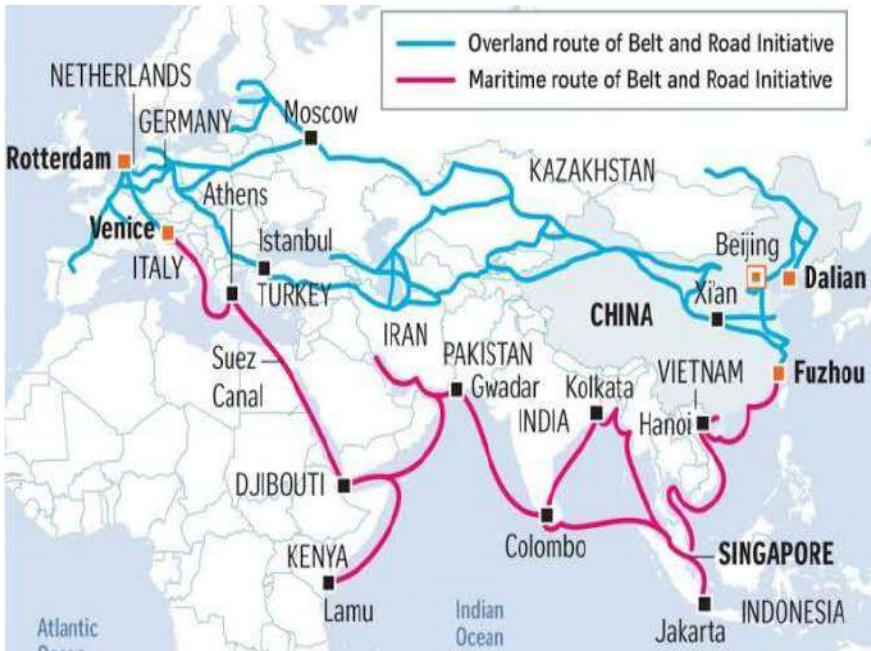 Overland route of Belt and Road Initiative
Maritime route of Belt and Road Initiative
NETHERLANDS
GERMANY
Moscow
Rotterdam
KAZAKHSTAN
Athens
Venice
Istanbul
Beijing
ITALY
TURKEY
Xi'an
Dalian
CHINA
IRAN
Suez
Canal
PAKISTAN
Gwadar
Kolkata
VIETNAM
Fuzhou
INDIA
Hanoi
DJIBOUTI
Colombo
SINGAPORE
KENYA
Lamu
Indian
Ocean
INDONESIA
Jakarta
Atlantic